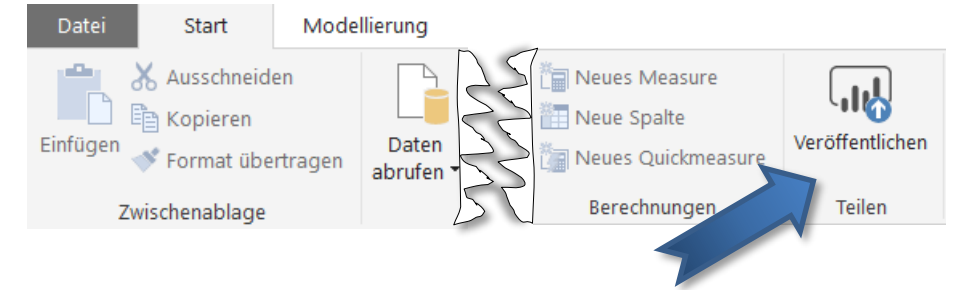 Datei Start Modellierung
Einfügen
Ausschneiden
Kopieren
Format übertragen
Zwischenablage
Daten
abrufen
Neues Measure
Neue Spalte
Neues Quickmeasure
Berechnungen
Veröffentlichen
Teilen